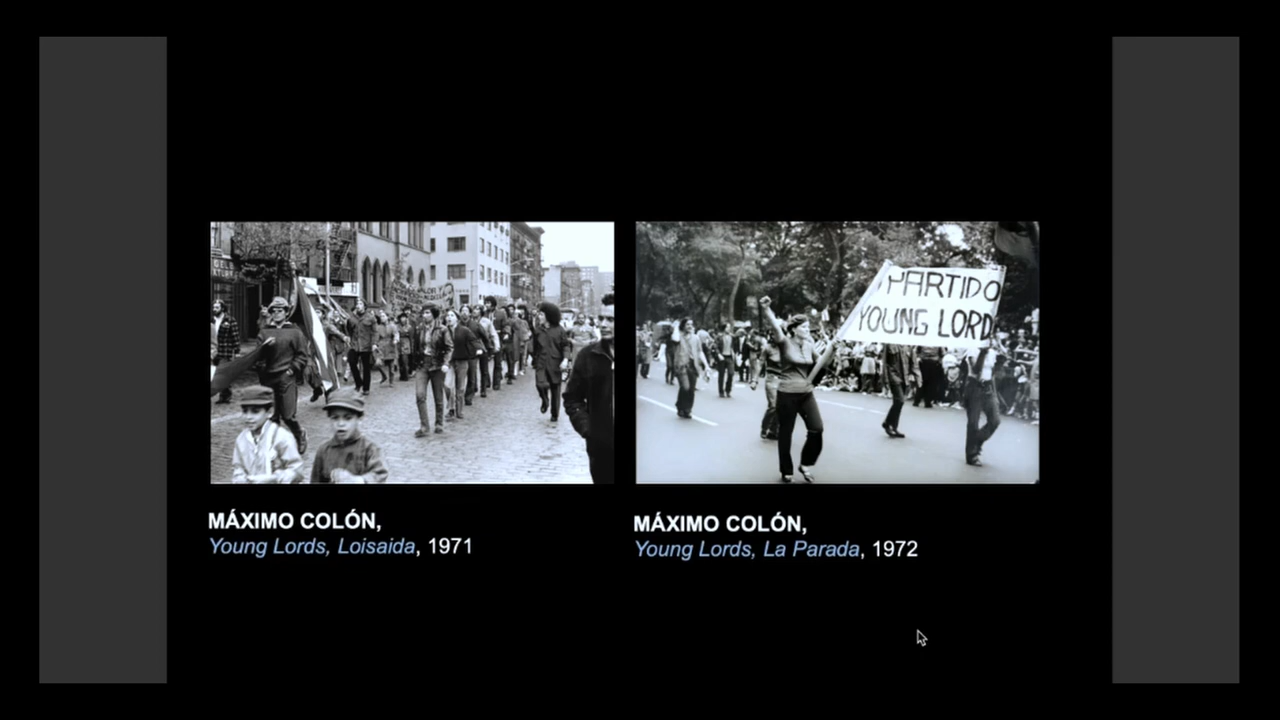 PARTIDO
YOUNG LORD
MÁXIMO COLÓN,
Young Lords, Loisaida, 1971
MÁXIMO COLÓN,
Young Lords, La Parada, 1972